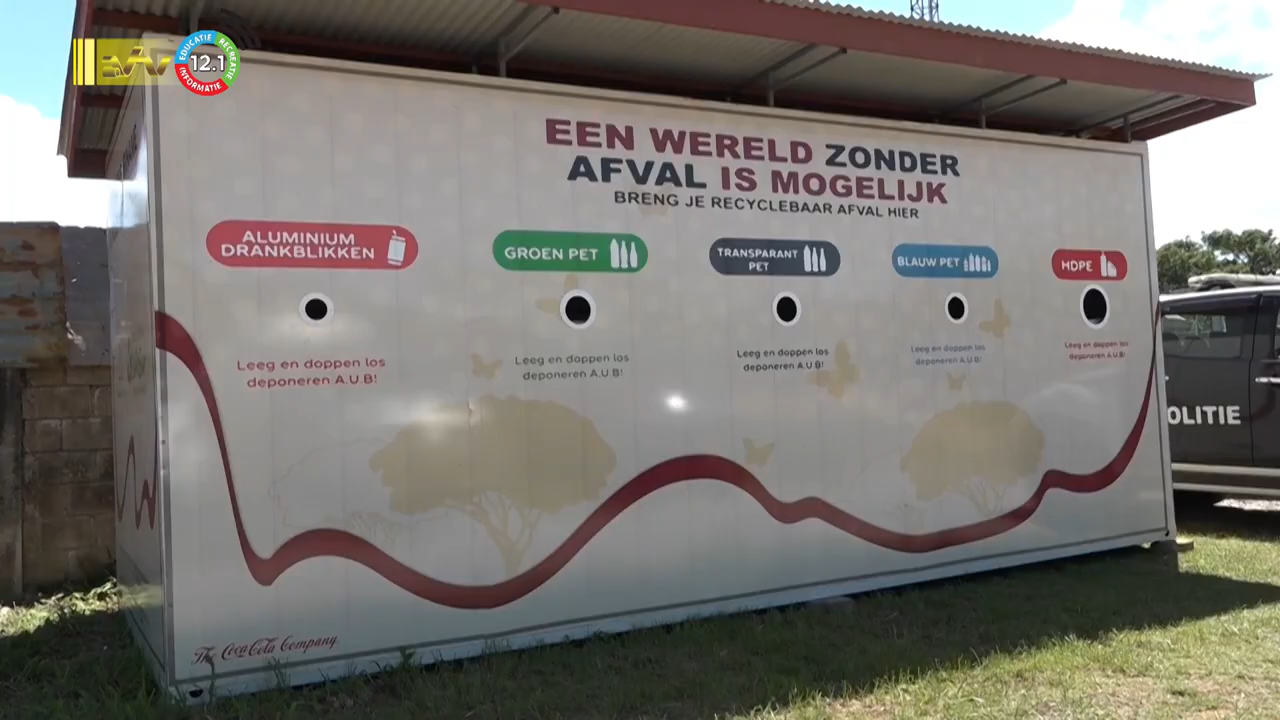 EDUCATIE
RECREATIE
INFORMATIE
12.1
EEN WERELD ZONDER
AFVAL IS MOGELIJK
BRENG JE RECYCLEBAAR AFVAL HIER
ALUMINIUM
DRANKBLIKKEN
GROEN PET
TRANSPARANT
PET
BLAUW PET
HDPE
Leeg en doppen los
deponeren A.U.B!
Leeg en doppen los
deponeren A.U.B!
Leeg en doppen los
deponeren A.U.B!
Leeg en doppen los
deponeren A.U.B!
Leeg en doppen los
deponeren A.U.B!
OLITIE
The Coca-Cola Company